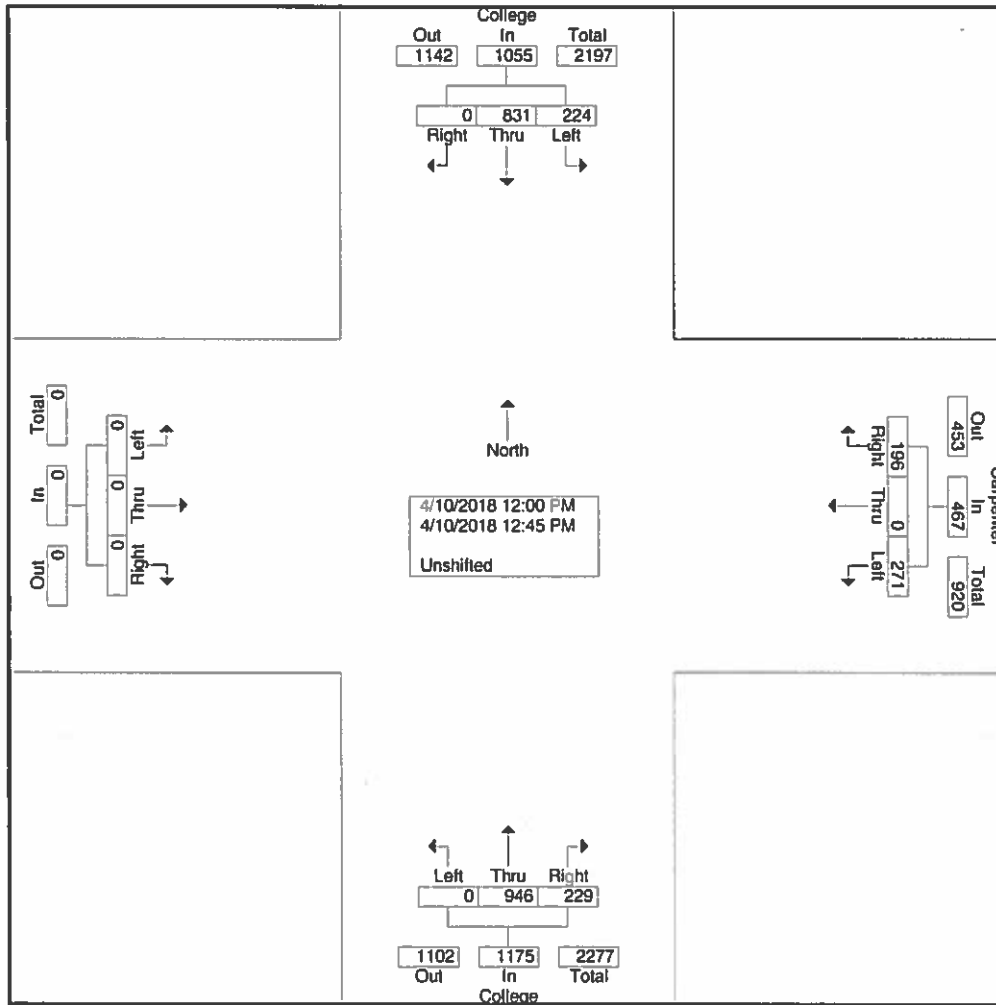 College
Out In Total
1142 1055 2197
0 831 224
Right Thru Left
Total In Out
0 0 0
0 0 0
Left Thru Right
North
4/10/2018 12:00 PM
4/10/2018 12:45 PM
Unshifted
Right Thru Left
196 0 271
453 467 920
Out In Total
Left Thru Right
0 946 229
1102 1175 2277
Out In Total
College